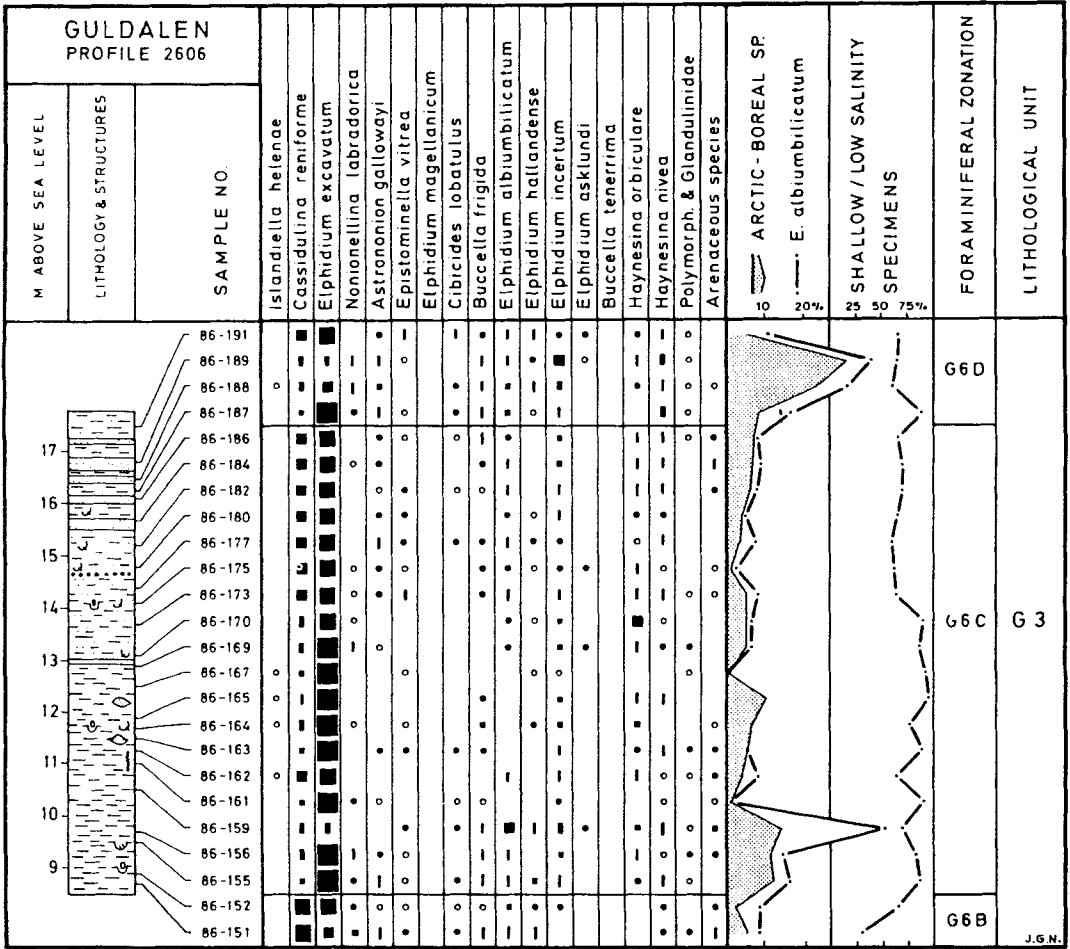 GULDALEN
PROFILE 2606
M ABOVE SEA LEVEL
LITHOLOGY & STRUCTURES
SAMPLE NO.
Islandiella helenae
Cassidulina reniforme
Elphidium excavatum
Nonionellina labradorica
Astrononion gallowayi
Epistominella vitrea
Elphidium magellanicum
Cibicides lobatulus
Buccella frigida
Elphidium albiumbilicatum
Elphidium hallandense
Elphidium incertum
Elphidium asklundi
Buccella tenerrima
Haynesina orbiculare
Haynesina nivea
Polymorph. & Glandulinidae
Arenaceous species
ARCTIC-BOREAL SP.
E. albiumbilicatum
10 20%
SHALLOW/LOW SALINITY
SPECIMENS
25 50 75%
FORAMINIFERAL ZONATION
LITHOLOGICAL UNIT
86-191
86-189
86-188
86-187
86-186
86-184
86-182
86-180
86-177
86-175
86-173
86-170
86-169
86-167
86-165
86-164
86-163
86-162
86-161
86-159
86-156
86-155
86-152
86-151
17
16
15
14
13
12
11
10
9
G6D
G6C
G6B
G3
J.G.N.